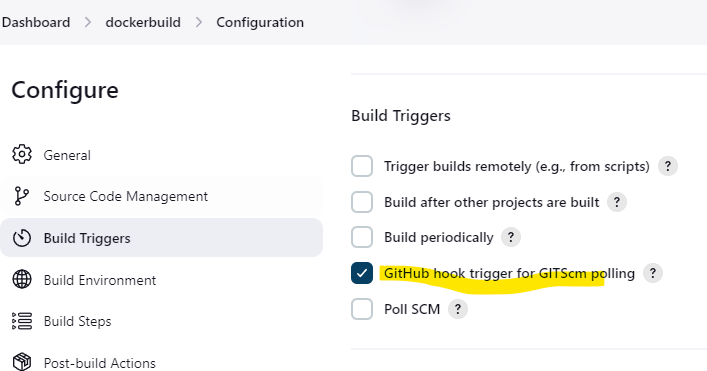 Dashboard > dockerbuild > Configuration
Configure
General
Source Code Management
Build Triggers
Build Environment
Build Steps
Post-build Actions
Build Triggers
Trigger builds remotely (e.g., from scripts) ?
Build after other projects are built ?
Build periodically ?
GitHub hook trigger for GITScm polling ?
Poll SCM ?